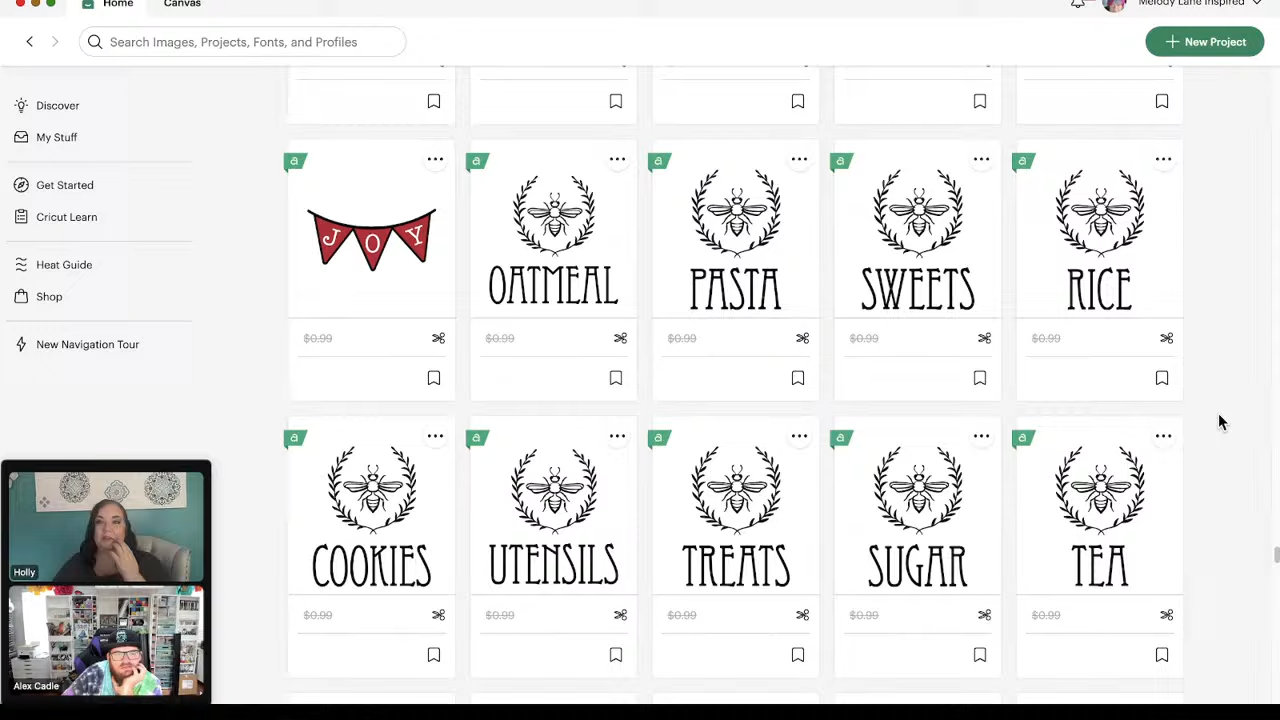 Home Canvas Melody Lane Inspired
Search Images, Projects, Fonts, and Profiles
New Project
Discover
My Stuff
Get Started
Cricut Learn
Heat Guide
Shop
New Navigation Tour
a a a a a
J O Y
OATMEAL
PASTA
SWEETS
RICE
$0.99 $0.99 $0.99 $0.99 $0.99
a a a a a
COOKIES
UTENSILS
TREATS
SUGAR
TEA
$0.99 $0.99 $0.99 $0.99 $0.99
Holly
Alex Cadle